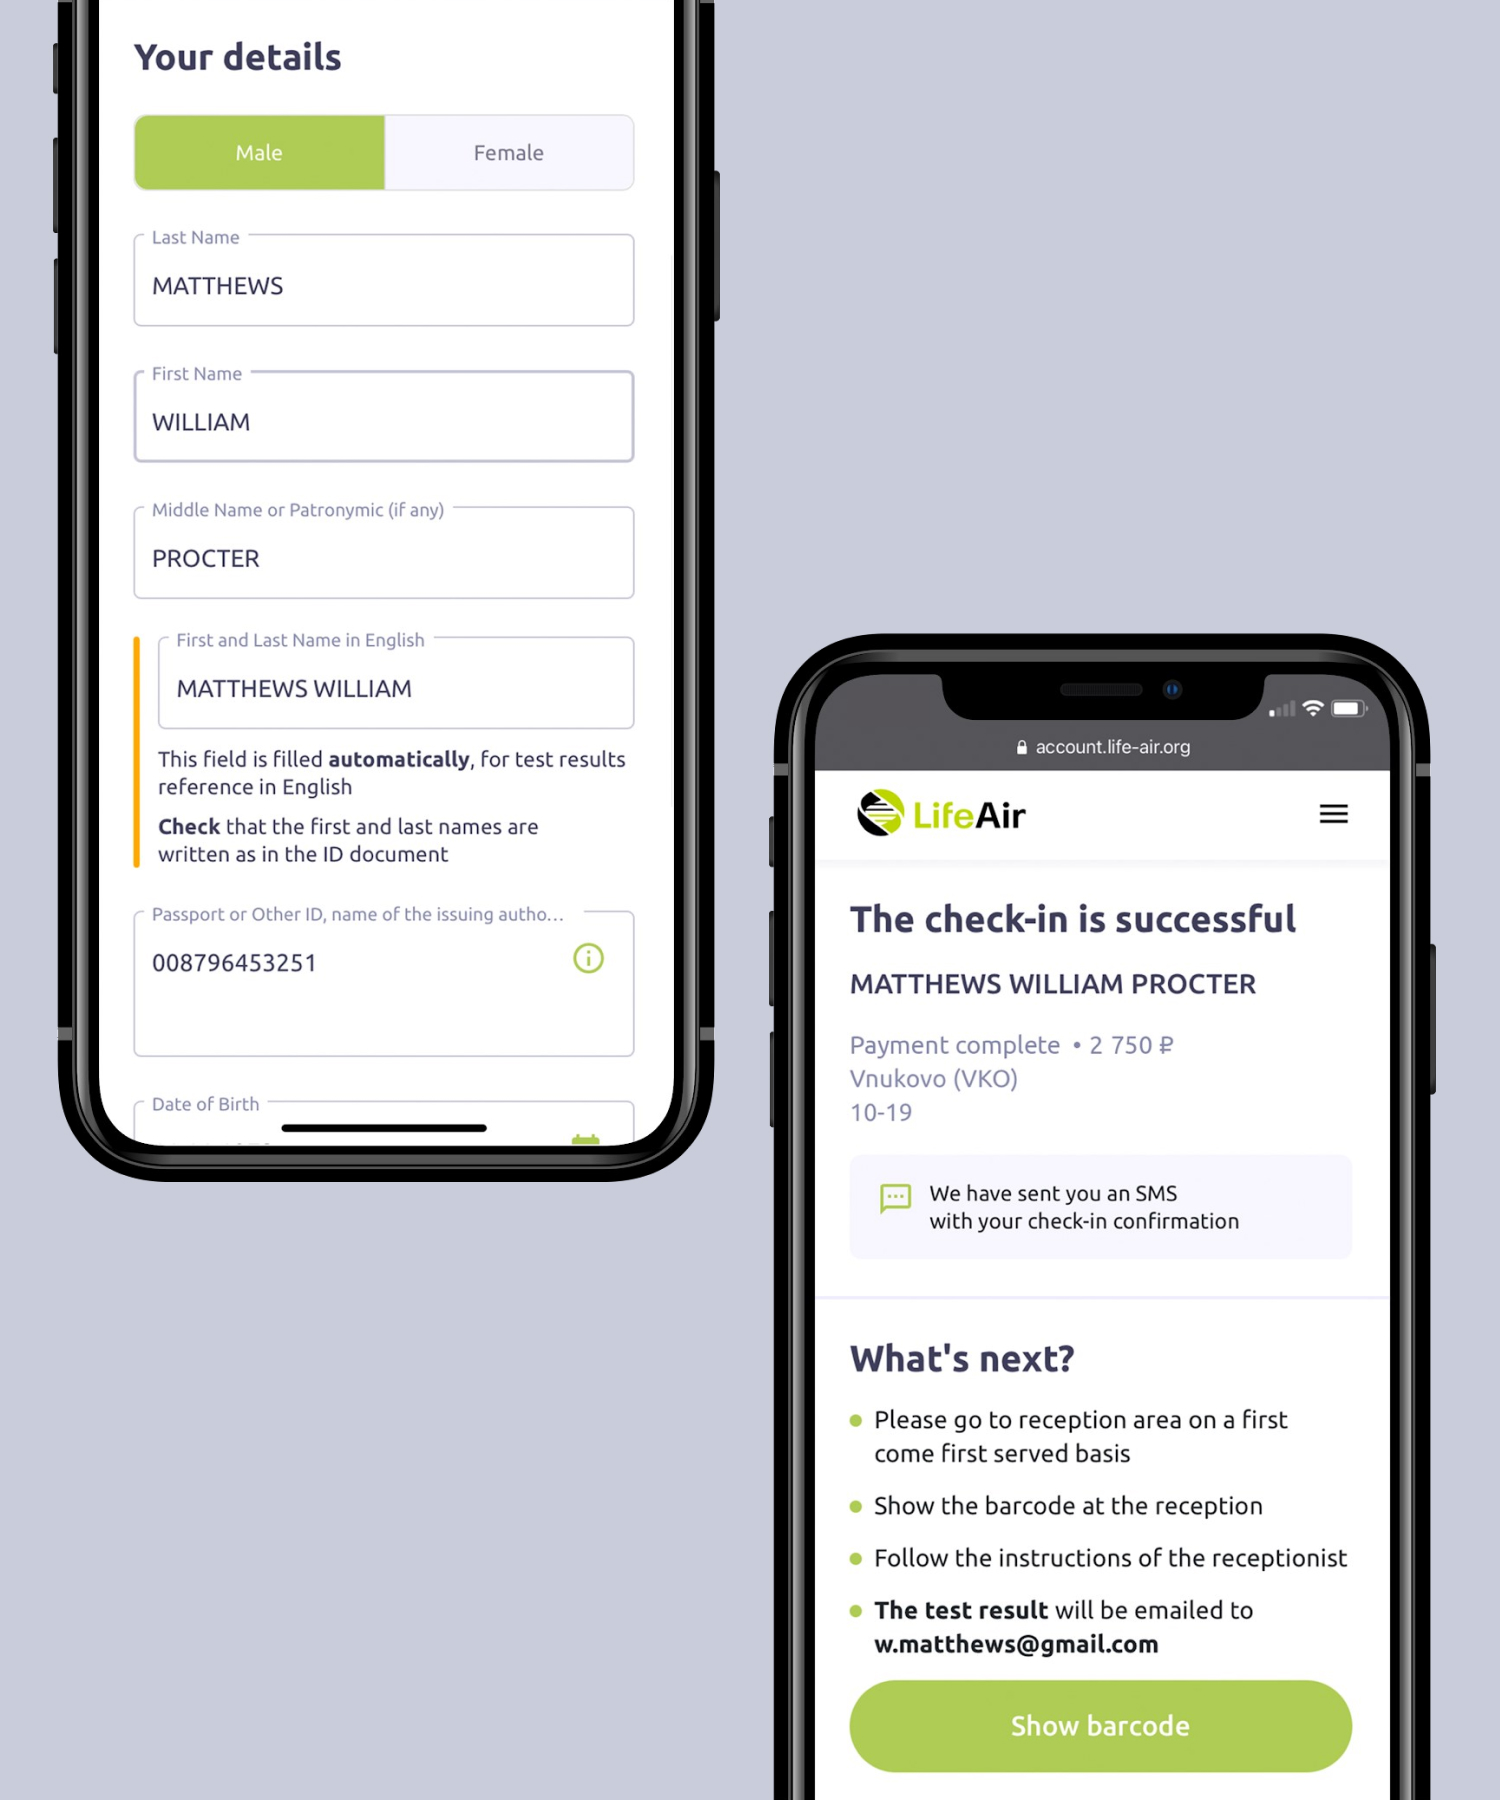 Your details
Male
Female
Last Name
MATTHEWS
First Name
WILLIAM
Middle Name or Patronymic (if any)
PROCTER
First and Last Name in English
MATTHEWS WILLIAM
This field is filled automatically, for test results
reference in English
Check that the first and last names are
written as in the ID document
Passport or Other ID, name of the issuing autho...
008796453251
Date of Birth
account.life-air.org
LifeAir
The check-in is successful
MATTHEWS WILLIAM PROCTER
Payment complete • 2 750 ₽
Vnukovo (VKO)
10-19
We have sent you an SMS
with your check-in confirmation
What's next?
Please go to reception area on a first
come first served basis
Show the barcode at the reception
Follow the instructions of the receptionist
The test result will be emailed to
w.matthews@gmail.com
Show barcode